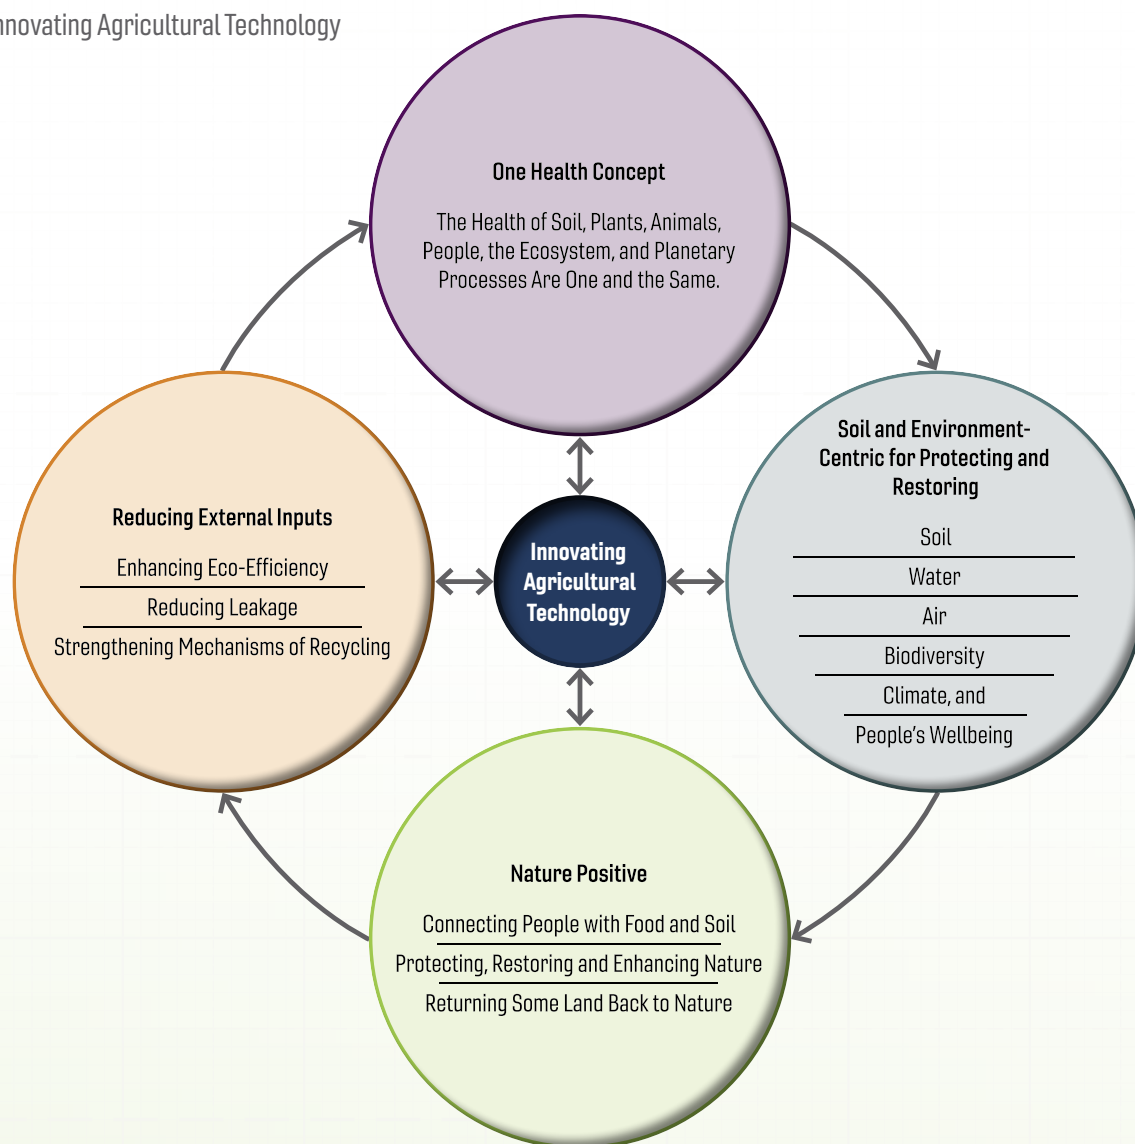 Innovating Agricultural Technology
One Health Concept
The Health of Soil, Plants, Animals,
People, the Ecosystem, and Planetary
Processes Are One and the Same.
Soil and Environment-
Centric for Protecting and
Restoring
Soil
Water
Air
Biodiversity
Climate, and
People's Wellbeing
Reducing External Inputs
Enhancing Eco-Efficiency
Reducing Leakage
Strengthening Mechanisms of Recycling
Innovating
Agricultural
Technology
Nature Positive
Connecting People with Food and Soil
Protecting, Restoring and Enhancing Nature
Returning Some Land Back to Nature